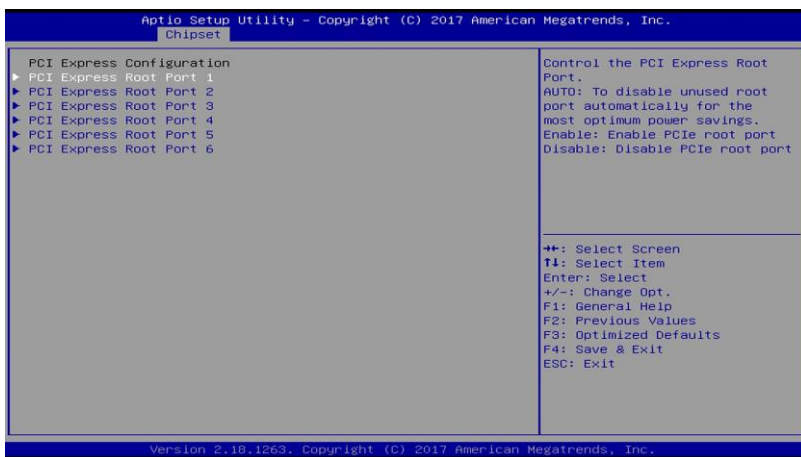 Aptio Setup Utility – Copyright (C) 2017 American Megatrends, Inc.
Chipset
PCI Express Configuration
▶ PCI Express Root Port 1
▶ PCI Express Root Port 2
▶ PCI Express Root Port 3
▶ PCI Express Root Port 4
▶ PCI Express Root Port 5
▶ PCI Express Root Port 6
Control the PCI Express Root
Port.
AUTO: To disable unused root
port automatically for the
most optimum power savings.
Enable: Enable PCIe root port
Disable: Disable PCIe root port
→←: Select Screen
↑↓: Select Item
Enter: Select
+/-: Change Opt.
F1: General Help
F2: Previous Values
F3: Optimized Defaults
F4: Save & Exit
ESC: Exit
Version 2.18.1263. Copyright (C) 2017 American Megatrends, Inc.